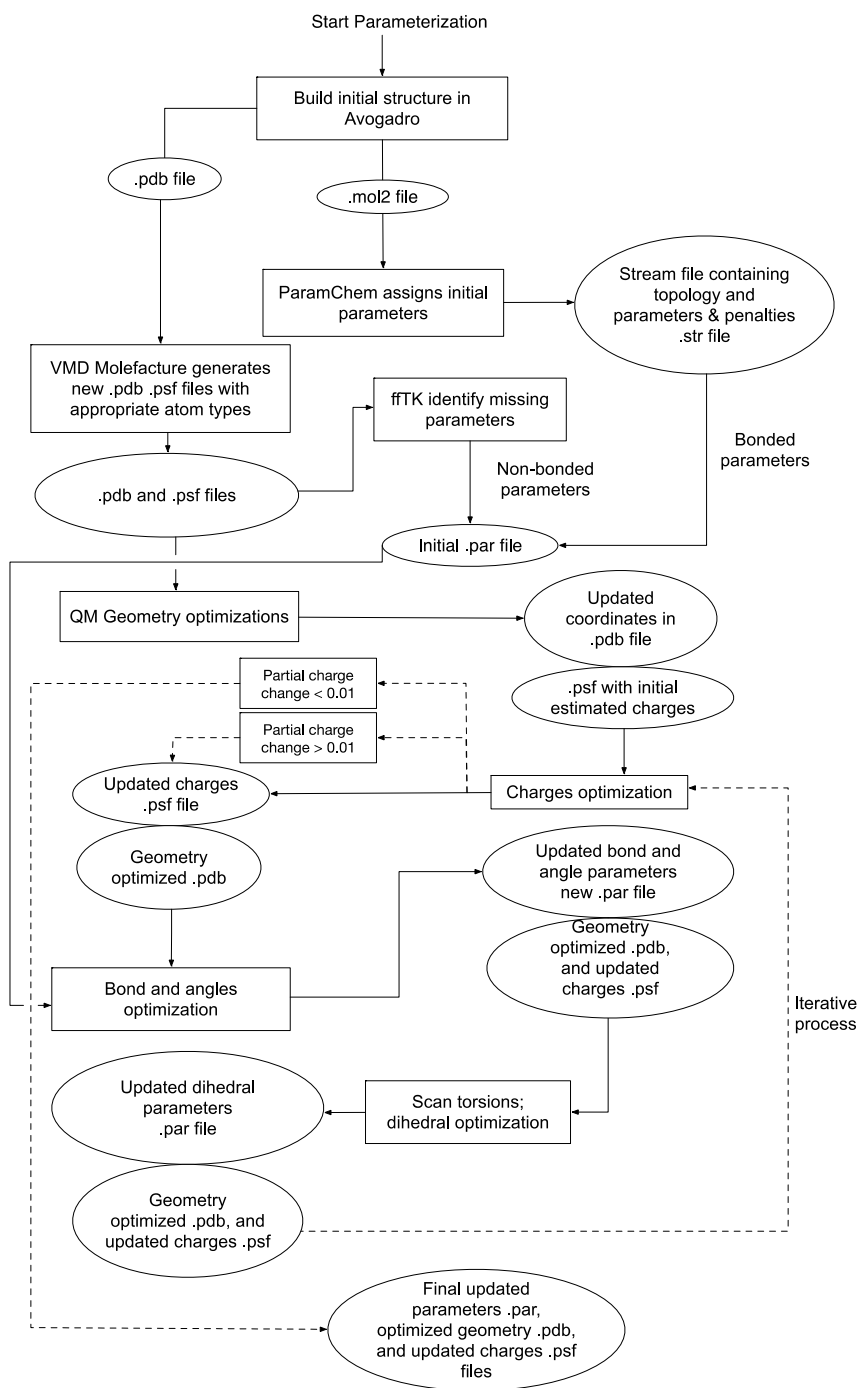 Start Parameterization
Build initial structure in
Avogadro
.pdb file
.mol2 file
ParamChem assigns initial
parameters
Stream file containing
topology and
parameters & penalties
.str file
VMD Molefacture generates
new .pdb .psf files with
appropriate atom types
ffTK identify missing
parameters
Bonded
parameters
Non-bonded
parameters
.pdb and .psf files
Initial .par file
QM Geometry optimizations
Updated
coordinates in
.pdb file
Partial charge
change < 0.01
.psf with initial
estimated charges
Partial charge
change > 0.01
Updated charges
.psf file
Charges optimization
Geometry
optimized .pdb
Updated bond and
angle parameters
new .par file
Geometry
optimized .pdb,
and updated
charges .psf
Bond and angles
optimization
Iterative
process
Updated dihedral
parameters
.par file
Scan torsions;
dihedral optimization
Geometry
optimized .pdb, and
updated charges .psf
Final updated
parameters .par,
optimized geometry .pdb,
and updated charges .psf
files